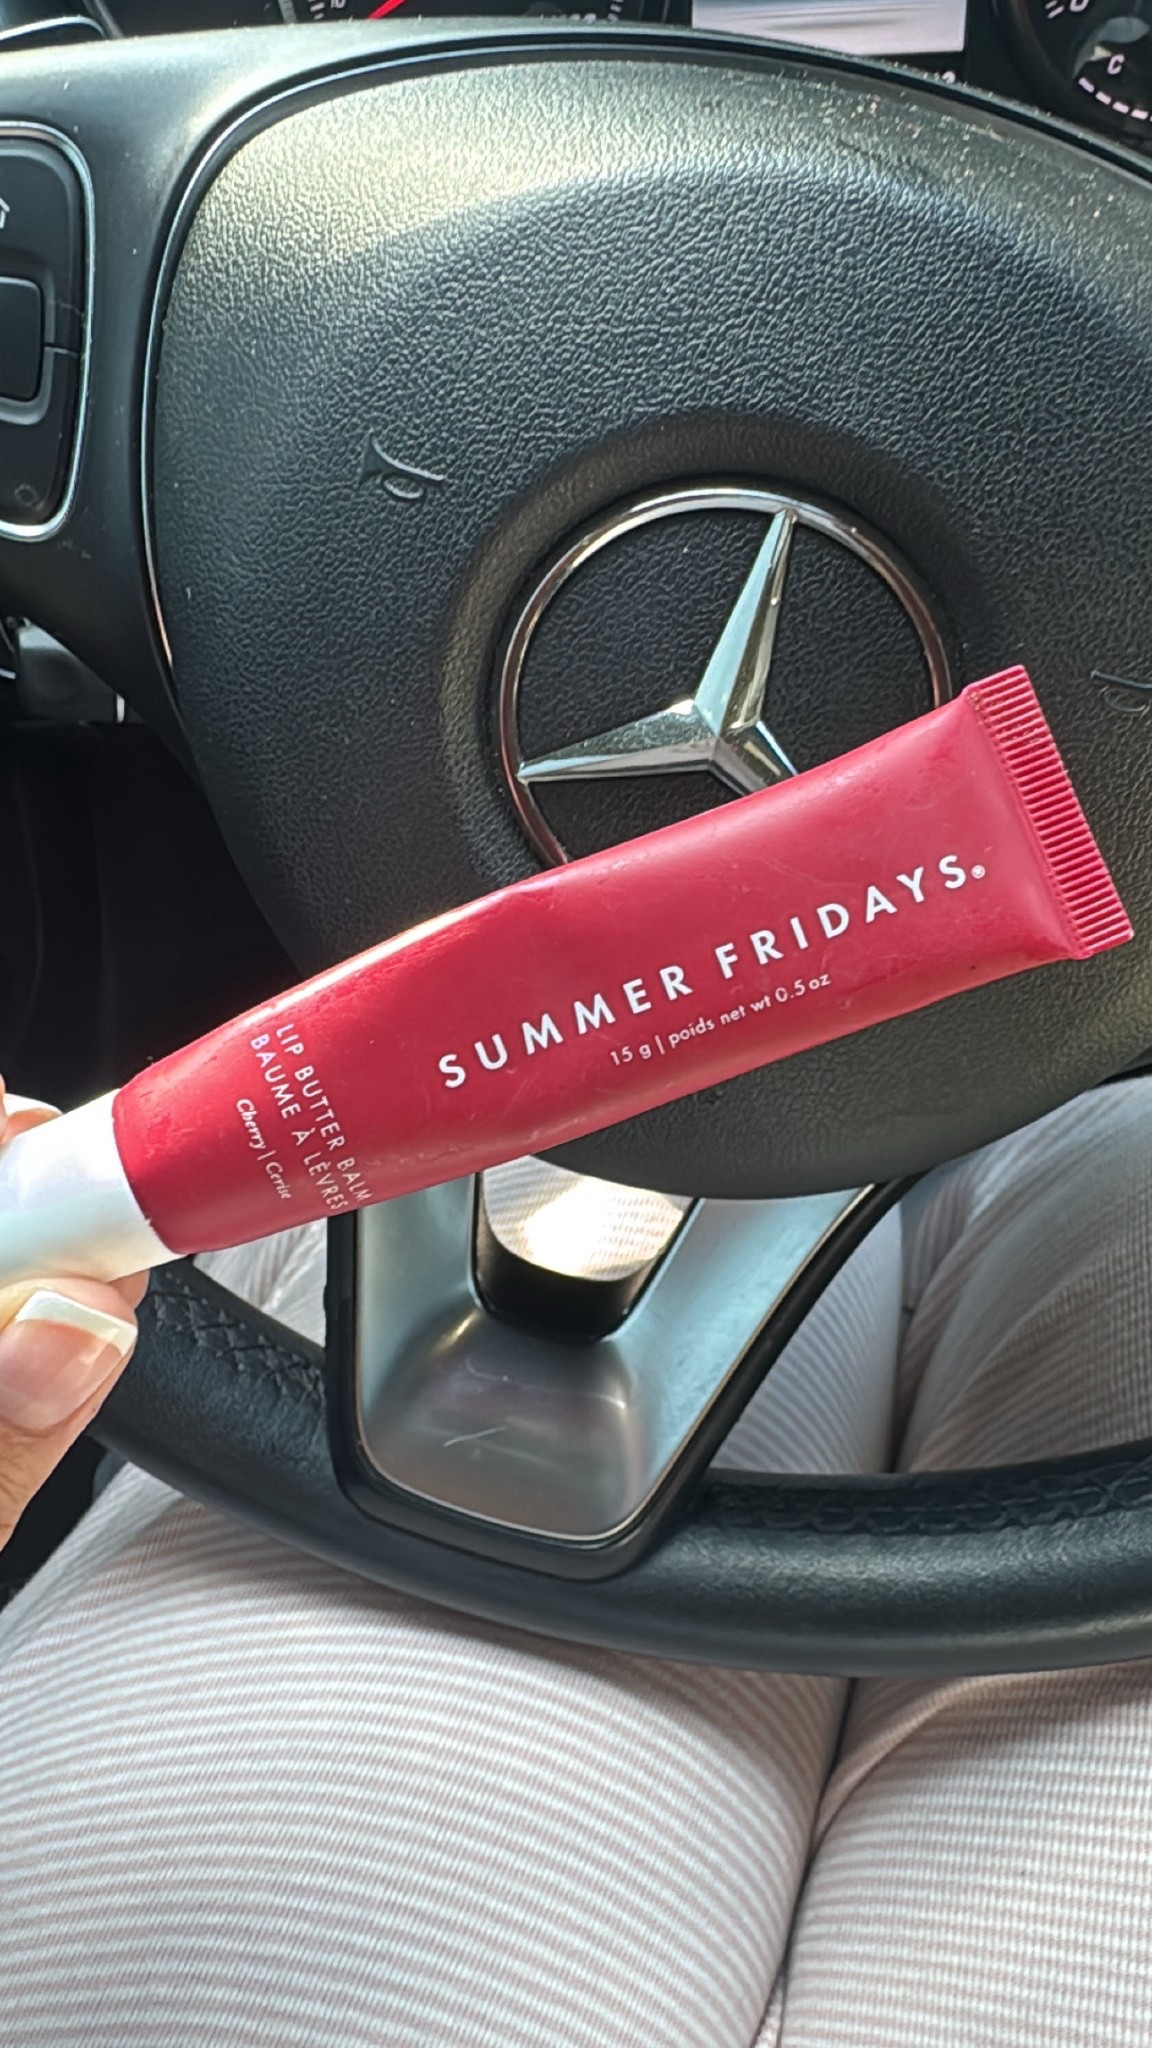 SUMMER FRIDAYS®
15 g | poids net wt 0.5 oz
LIP BUTTER BALM
BAUME À LÈVRES
Cherry | Cerise
C